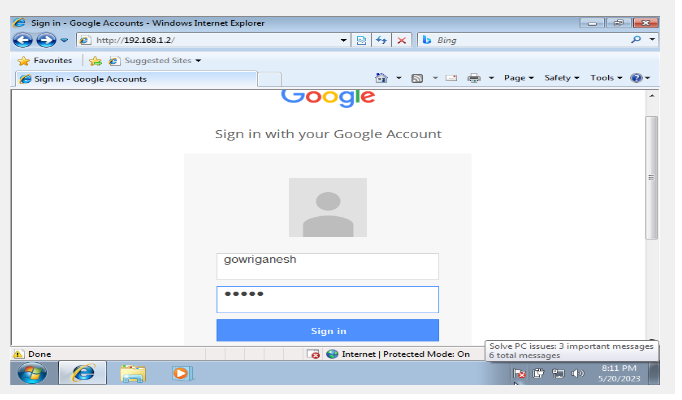 Sign in - Google Accounts - Windows Internet Explorer
http://192.168.1.2/
Bing
Favorites
Suggested Sites
Sign in - Google Accounts
Page
Safety
Tools
Google
Sign in with your Google Account
gowriganesh
•••••
Sign in
Done
Internet | Protected Mode: On
Solve PC issues: 3 important messages
6 total messages
8:11 PM
5/20/2023